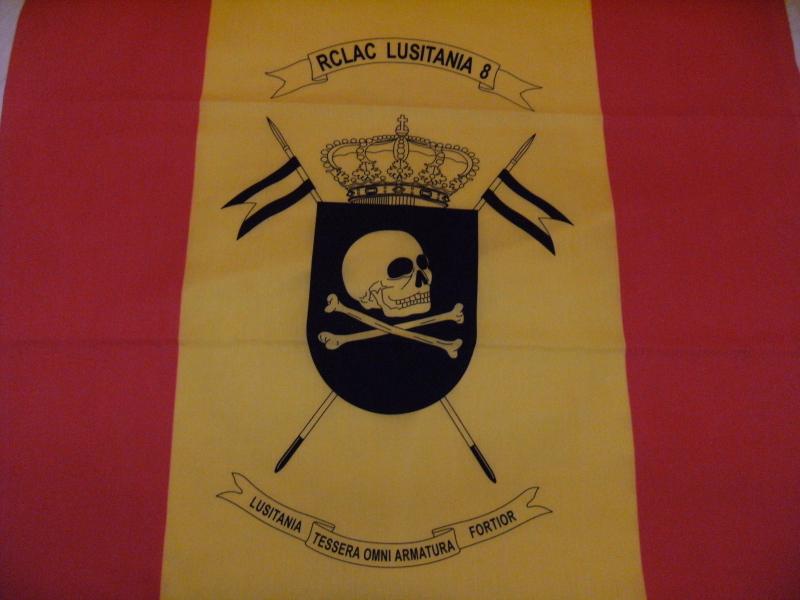 RCLAC LUSITANIA 8
LUSITANIA TESSERA OMNI ARMATURA FORTIOR